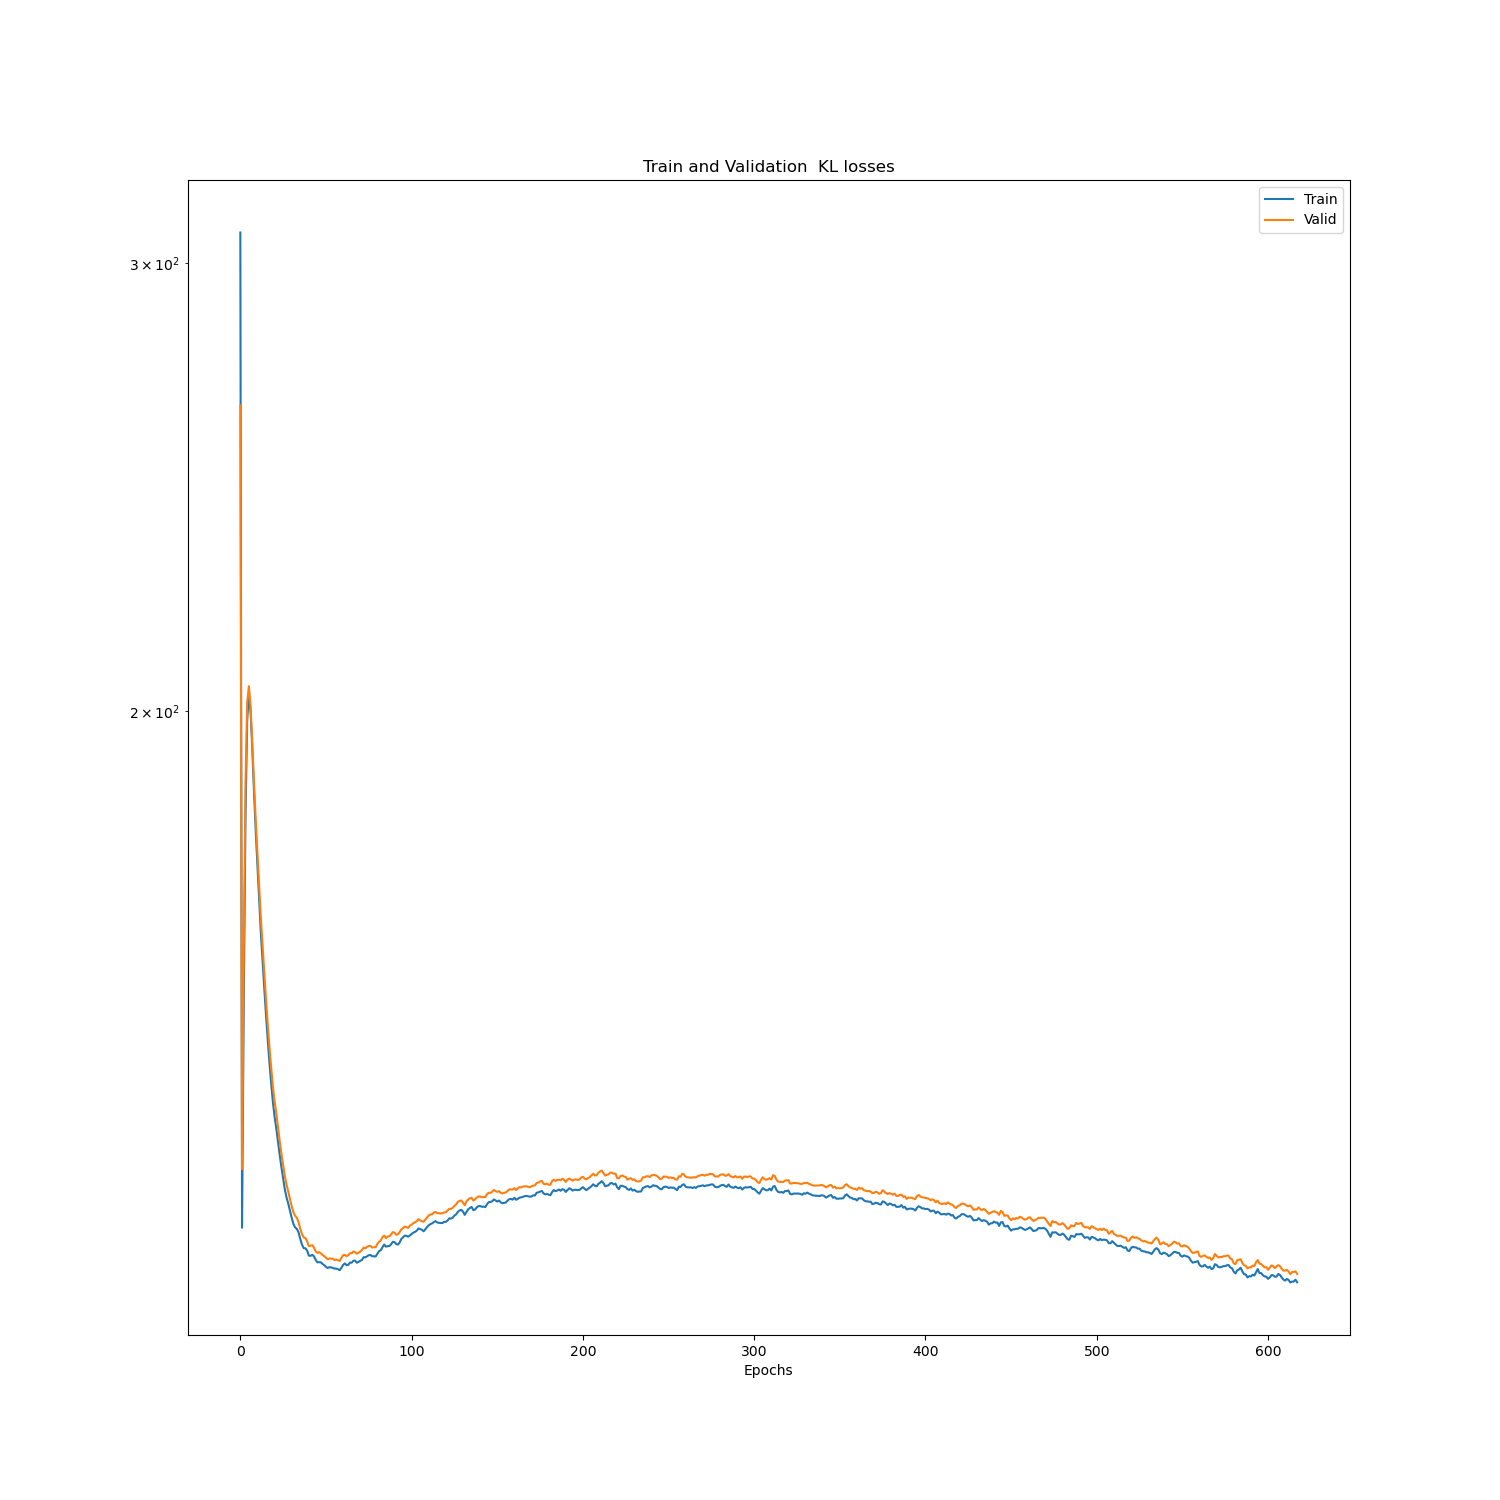 Train and Validation  KL losses
Train
Valid
3 × 10²
2 × 10²
0 100 200 300 400 500 600
Epochs